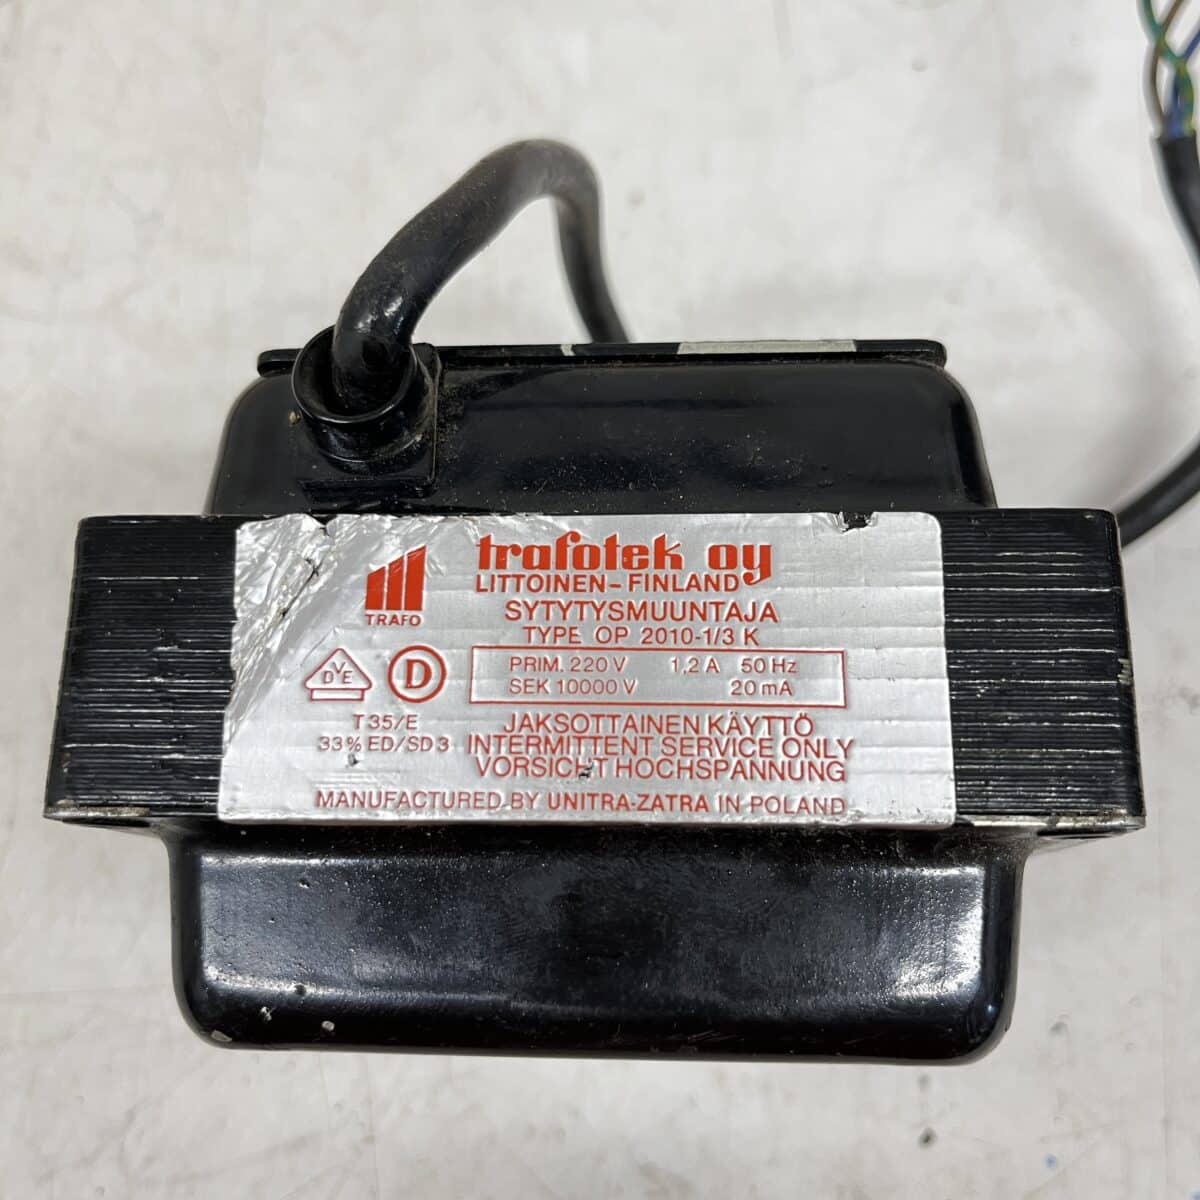 trafotek oy
LITTOINEN-FINLAND
TRAFO
SYTYTYSMUUNTAJA
TYPE OP 2010-1/3 K
PRIM. 220 V 1,2 A 50 Hz
SEK 10000 V 20 mA
VDE
D
T 35/E
33% ED/SD 3
JAKSOTTAINEN KÄYTTÖ
INTERMITTENT SERVICE ONLY
VORSICHT HOCHSPANNUNG
MANUFACTURED BY UNITRA-ZATRA IN POLAND